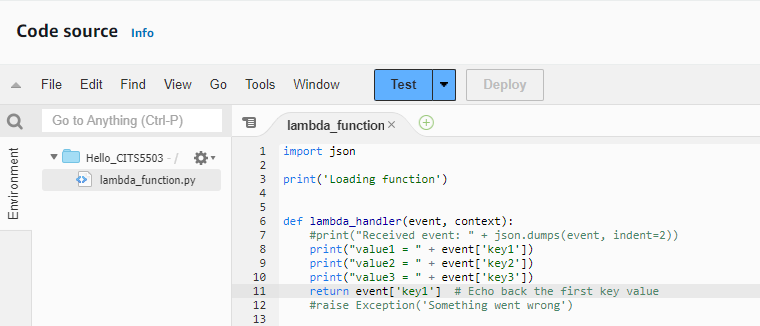 Code source Info
File Edit Find View Go Tools Window Test Deploy
Go to Anything (Ctrl-P)
lambda_function
Environment
Hello_CITS5503 - /
lambda_function.py
1 import json
2
3 print('Loading function')
4
5
6 def lambda_handler(event, context):
7 #print("Received event: " + json.dumps(event, indent=2))
8 print("value1 = " + event['key1'])
9 print("value2 = " + event['key2'])
10 print("value3 = " + event['key3'])
11 return event['key1']  # Echo back the first key value
12 #raise Exception('Something went wrong')
13